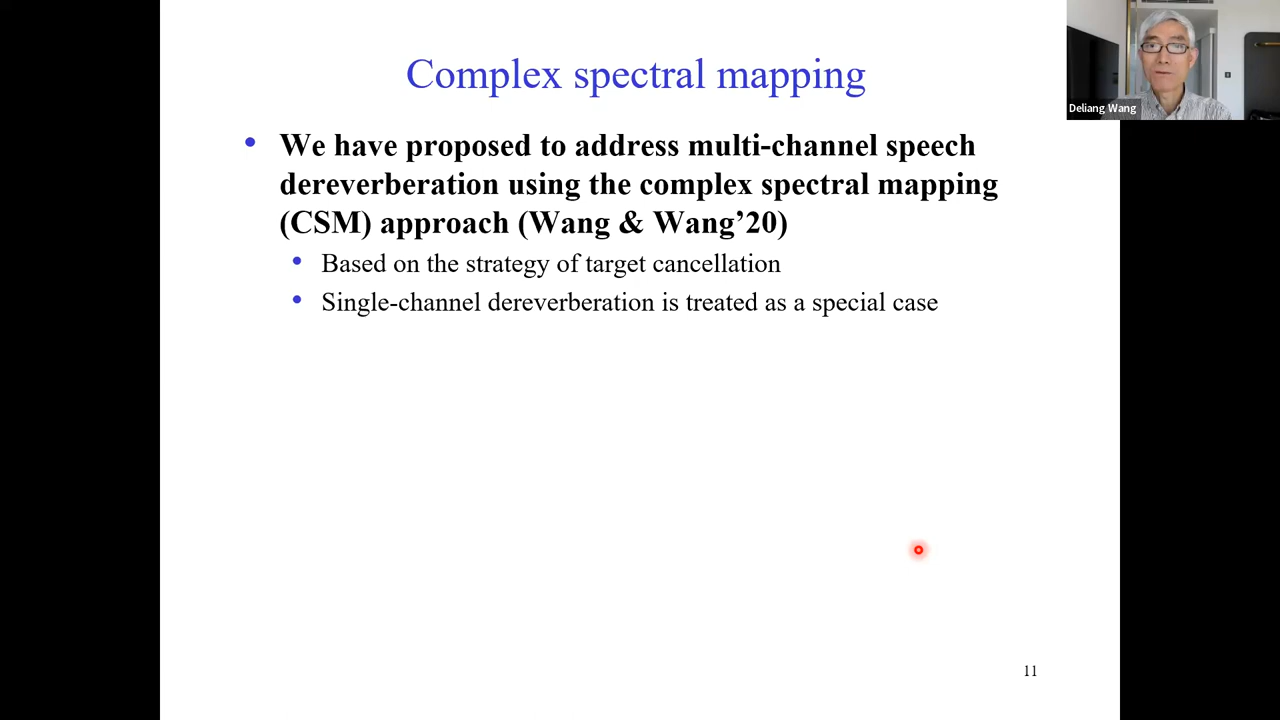 Complex spectral mapping
Deliang Wang
• We have proposed to address multi-channel speech
dereverberation using the complex spectral mapping
(CSM) approach (Wang & Wang’20)
• Based on the strategy of target cancellation
• Single-channel dereverberation is treated as a special case
11